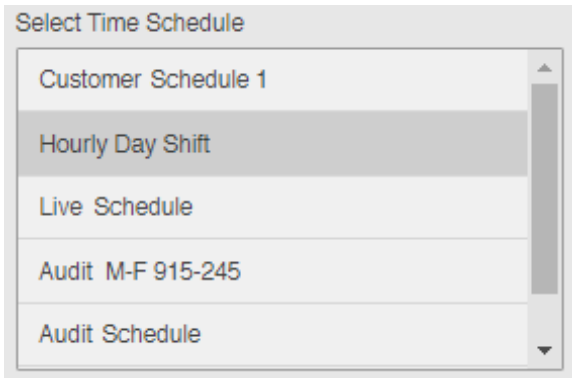 Select Time Schedule
Customer Schedule 1
Hourly Day Shift
Live Schedule
Audit M-F 915-245
Audit Schedule